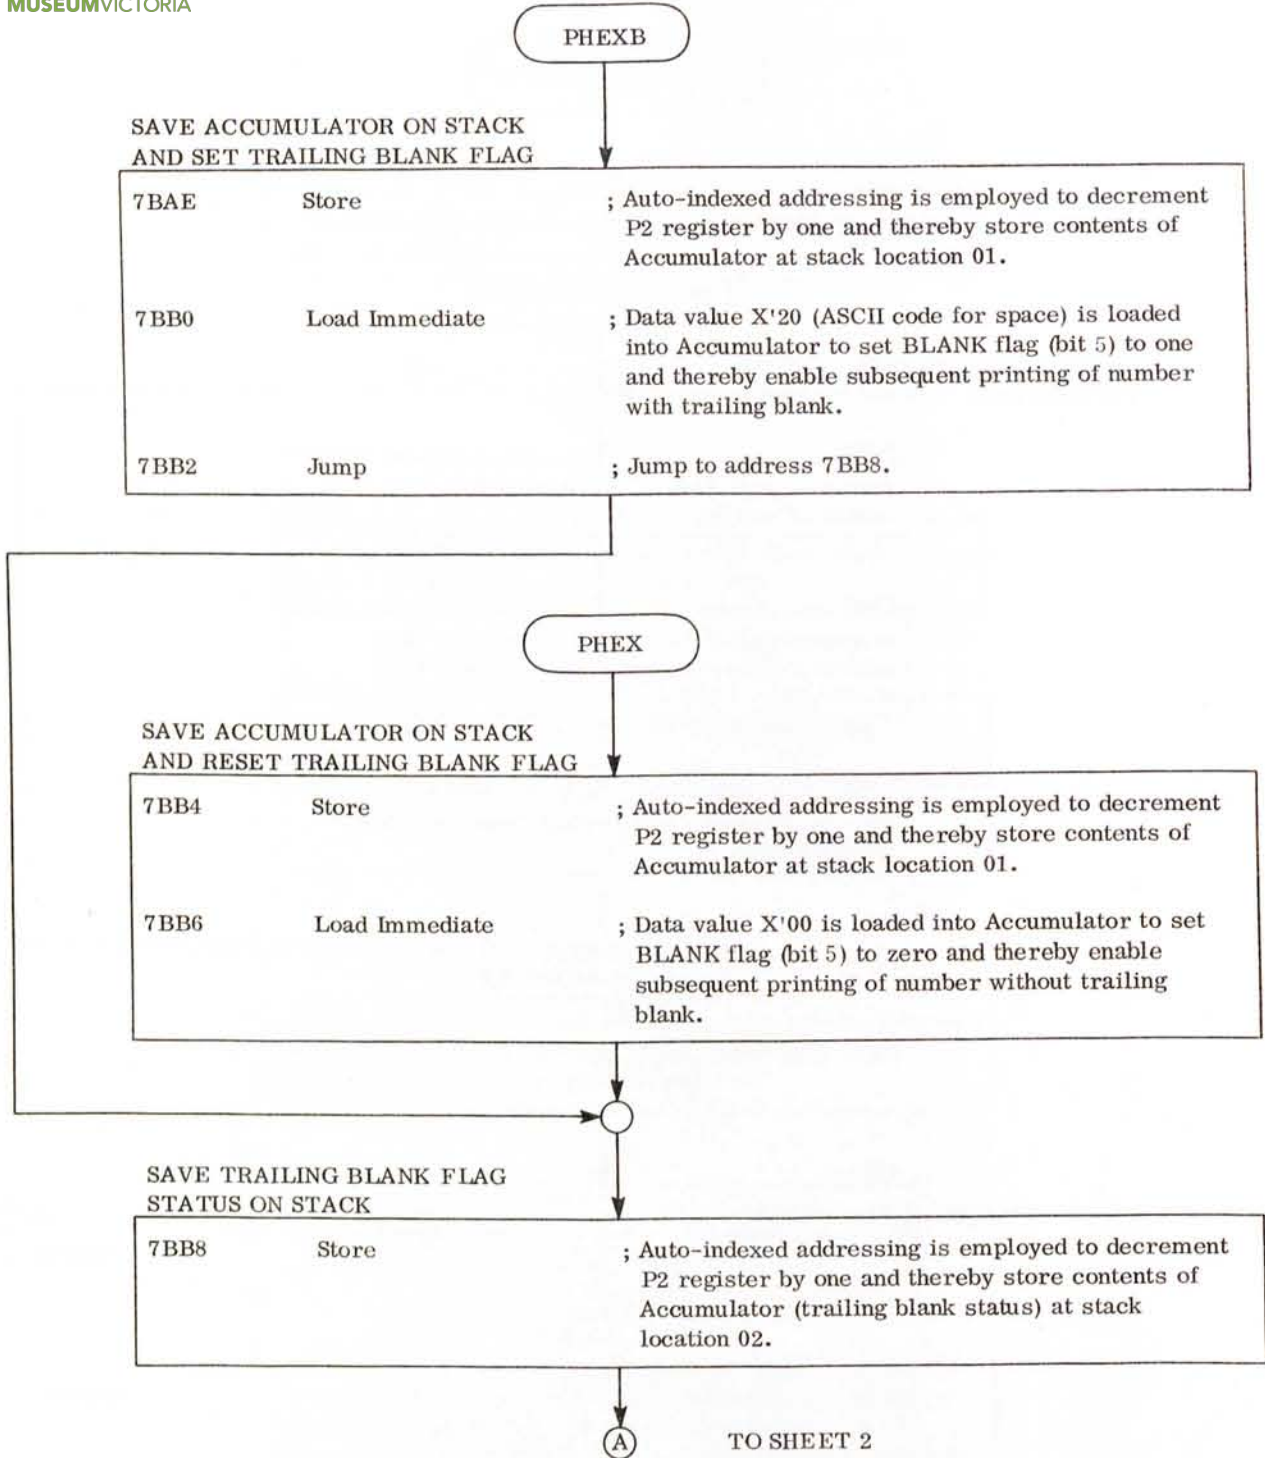 MUSEUMVICTORIA
PHEXB
SAVE ACCUMULATOR ON STACK
AND SET TRAILING BLANK FLAG
7BAE Store ; Auto-indexed addressing is employed to decrement
P2 register by one and thereby store contents of
Accumulator at stack location 01.
7BB0 Load Immediate ; Data value X'20 (ASCII code for space) is loaded
into Accumulator to set BLANK flag (bit 5) to one
and thereby enable subsequent printing of number
with trailing blank.
7BB2 Jump ; Jump to address 7BB8.
PHEX
SAVE ACCUMULATOR ON STACK
AND RESET TRAILING BLANK FLAG
7BB4 Store ; Auto-indexed addressing is employed to decrement
P2 register by one and thereby store contents of
Accumulator at stack location 01.
7BB6 Load Immediate ; Data value X'00 is loaded into Accumulator to set
BLANK flag (bit 5) to zero and thereby enable
subsequent printing of number without trailing
blank.
SAVE TRAILING BLANK FLAG
STATUS ON STACK
7BB8 Store ; Auto-indexed addressing is employed to decrement
P2 register by one and thereby store contents of
Accumulator (trailing blank status) at stack
location 02.
A TO SHEET 2